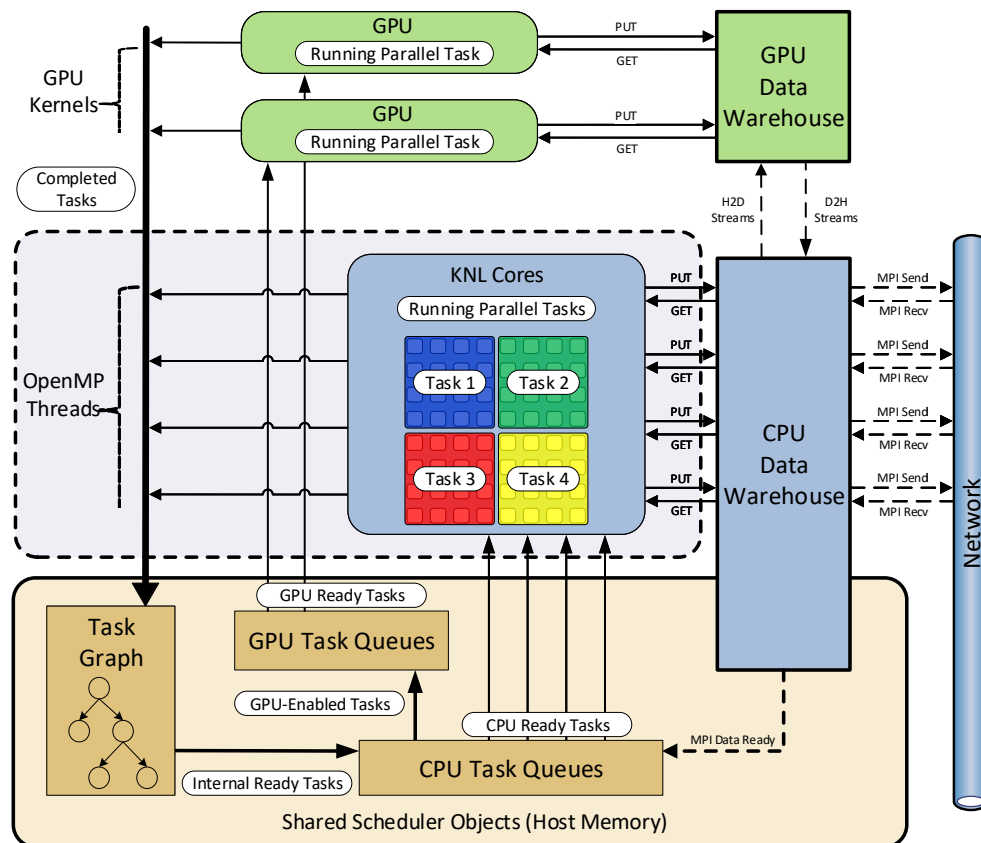 GPU
Running Parallel Task
PUT
GET
GPU
Data
Warehouse
GPU
Kernels
GPU
Running Parallel Task
PUT
GET
Completed
Tasks
H2D
Streams
D2H
Streams
KNL Cores
Running Parallel Tasks
Task 1
Task 2
Task 3
Task 4
OpenMP
Threads
PUT
GET
PUT
GET
PUT
GET
PUT
GET
CPU
Data
Warehouse
MPI Send
MPI Recv
MPI Send
MPI Recv
MPI Send
MPI Recv
MPI Send
MPI Recv
Network
GPU Ready Tasks
Task
Graph
GPU Task Queues
GPU-Enabled Tasks
CPU Ready Tasks
MPI Data Ready
Internal Ready Tasks
CPU Task Queues
Shared Scheduler Objects (Host Memory)